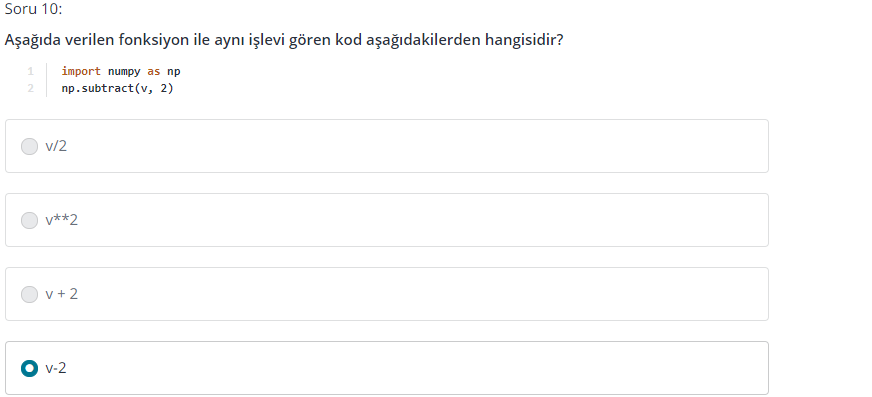 Soru 10:
Aşağıda verilen fonksiyon ile aynı işlevi gören kod aşağıdakilerden hangisidir?
1 import numpy as np
2 np.subtract(v, 2)
v/2
v**2
v + 2
v-2